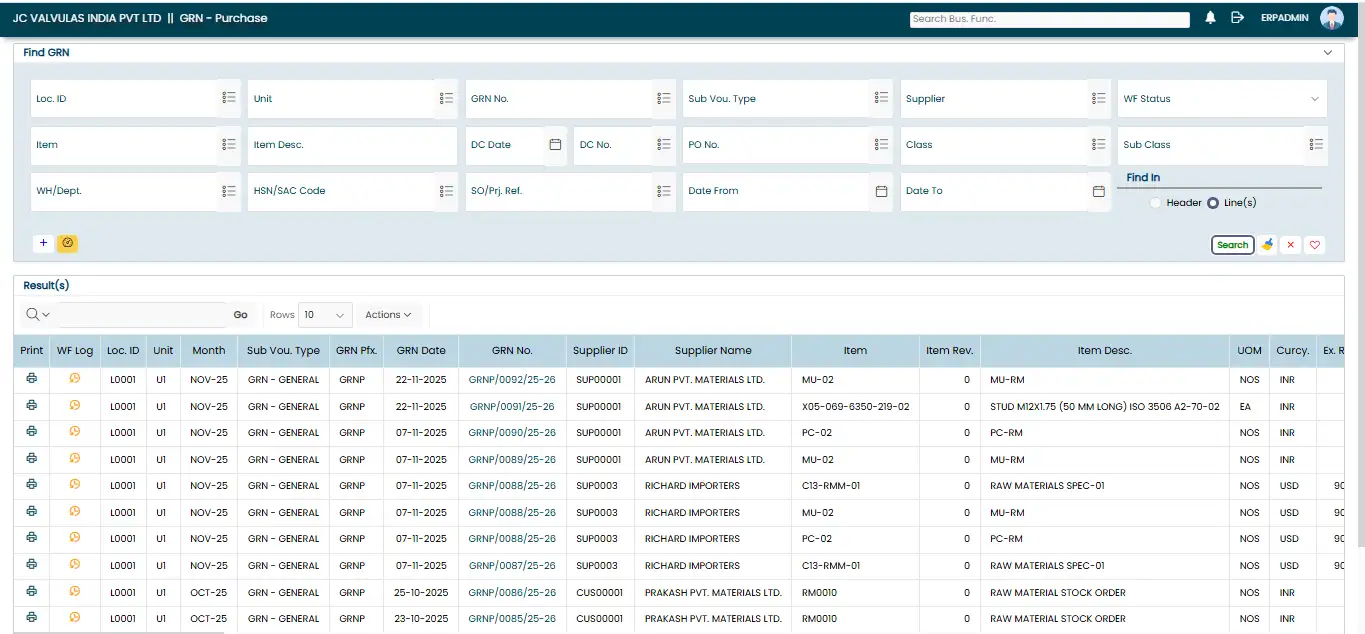 JC VALVULAS INDIA PVT LTD || GRN - Purchase Search Bus. Func. ERPADMIN
Find GRN
Loc. ID Unit GRN No. Sub Vou. Type Supplier WF Status
Item Item Desc. DC Date DC No. PO No. Class Sub Class
WH/Dept. HSN/SAC Code SO/Prj. Ref. Date From Date To Find In
Header Line(s)
+ Search
Result(s)
Go Rows 10 Actions
Print WF Log Loc. ID Unit Month Sub Vou. Type GRN Pfx. GRN Date GRN No. Supplier ID Supplier Name Item Item Rev. Item Desc. UOM Curcy. Ex. R
L0001 U1 NOV-25 GRN - GENERAL GRNP 22-11-2025 GRNP/0092/25-26 SUP00001 ARUN PVT. MATERIALS LTD. MU-02 0 MU-RM NOS INR
L0001 U1 NOV-25 GRN - GENERAL GRNP 22-11-2025 GRNP/0091/25-26 SUP00001 ARUN PVT. MATERIALS LTD. X05-069-6350-219-02 0 STUD M12X1.75 (50 MM LONG) ISO 3506 A2-70-02 EA INR
L0001 U1 NOV-25 GRN - GENERAL GRNP 07-11-2025 GRNP/0090/25-26 SUP00001 ARUN PVT. MATERIALS LTD. PC-02 0 PC-RM NOS INR
L0001 U1 NOV-25 GRN - GENERAL GRNP 07-11-2025 GRNP/0089/25-26 SUP00001 ARUN PVT. MATERIALS LTD. MU-02 0 MU-RM NOS INR
L0001 U1 NOV-25 GRN - GENERAL GRNP 07-11-2025 GRNP/0088/25-26 SUP0003 RICHARD IMPORTERS C13-RMM-01 0 RAW MATERIALS SPEC-01 NOS USD 90
L0001 U1 NOV-25 GRN - GENERAL GRNP 07-11-2025 GRNP/0088/25-26 SUP0003 RICHARD IMPORTERS MU-02 0 MU-RM NOS USD 90
L0001 U1 NOV-25 GRN - GENERAL GRNP 07-11-2025 GRNP/0088/25-26 SUP0003 RICHARD IMPORTERS PC-02 0 PC-RM NOS USD 90
L0001 U1 NOV-25 GRN - GENERAL GRNP 07-11-2025 GRNP/0087/25-26 SUP0003 RICHARD IMPORTERS C13-RMM-01 0 RAW MATERIALS SPEC-01 NOS USD 90
L0001 U1 OCT-25 GRN - GENERAL GRNP 25-10-2025 GRNP/0086/25-26 CUS00001 PRAKASH PVT. MATERIALS LTD. RM0010 0 RAW MATERIAL STOCK ORDER NOS INR
L0001 U1 OCT-25 GRN - GENERAL GRNP 23-10-2025 GRNP/0085/25-26 CUS00001 PRAKASH PVT. MATERIALS LTD. RM0010 0 RAW MATERIAL STOCK ORDER NOS INR